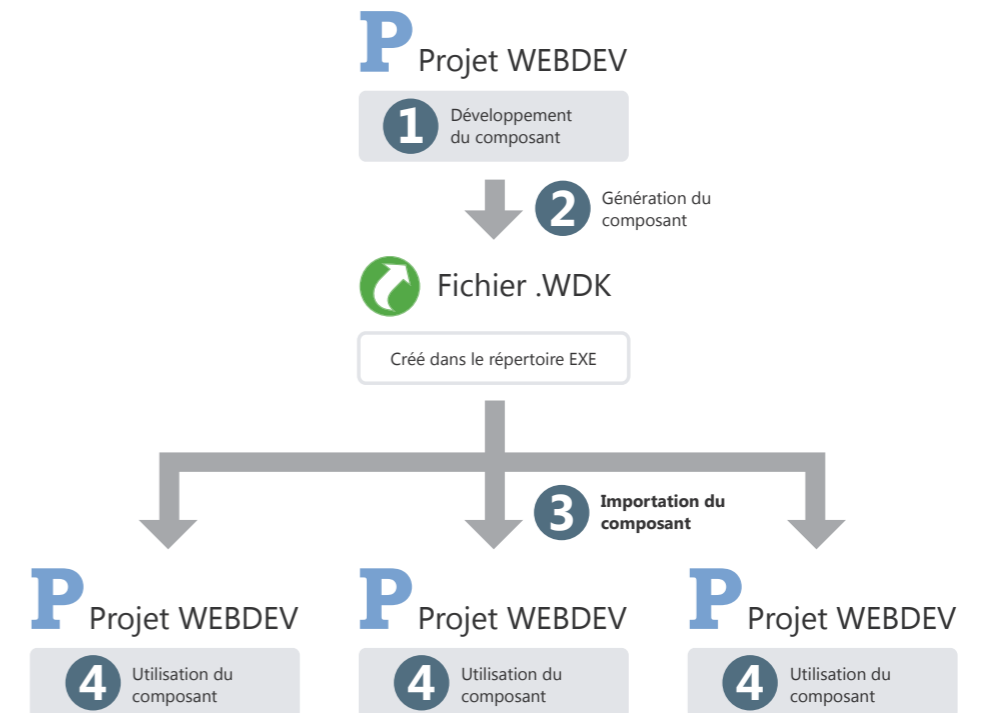 P Projet WEBDEV
1 Développement
du composant
2 Génération du
composant
Fichier .WDK
Créé dans le répertoire EXE
3 Importation du
composant
P Projet WEBDEV
P Projet WEBDEV
P Projet WEBDEV
4 Utilisation du
composant
4 Utilisation du
composant
4 Utilisation du
composant